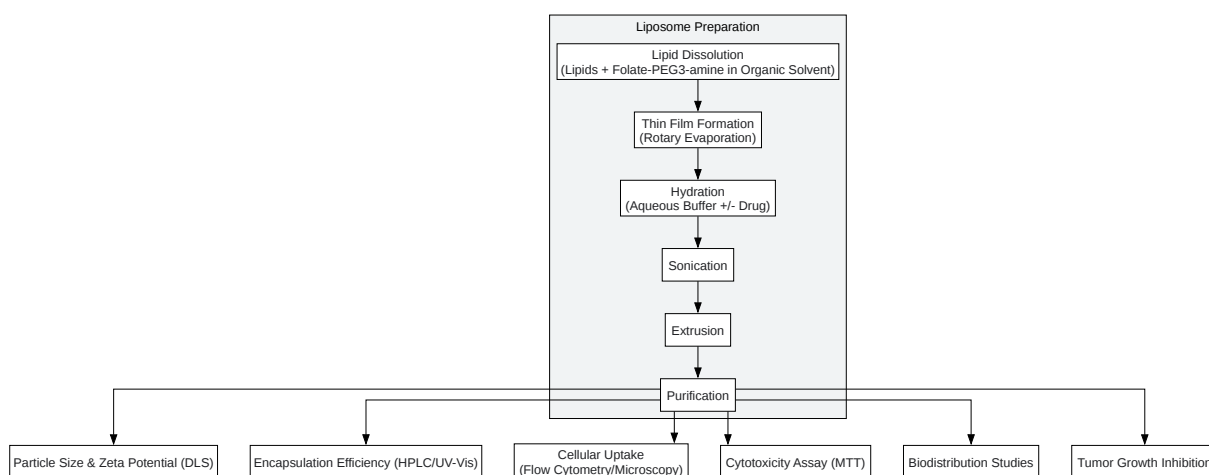 Liposome Preparation
Lipid Dissolution
(Lipids + Folate-PEG3-amine in Organic Solvent)
Thin Film Formation
(Rotary Evaporation)
Hydration
(Aqueous Buffer +/- Drug)
Sonication
Extrusion
Purification
Particle Size & Zeta Potential (DLS)
Encapsulation Efficiency (HPLC/UV-Vis)
Cellular Uptake
(Flow Cytometry/Microscopy)
Cytotoxicity Assay (MTT)
Biodistribution Studies
Tumor Growth Inhibition